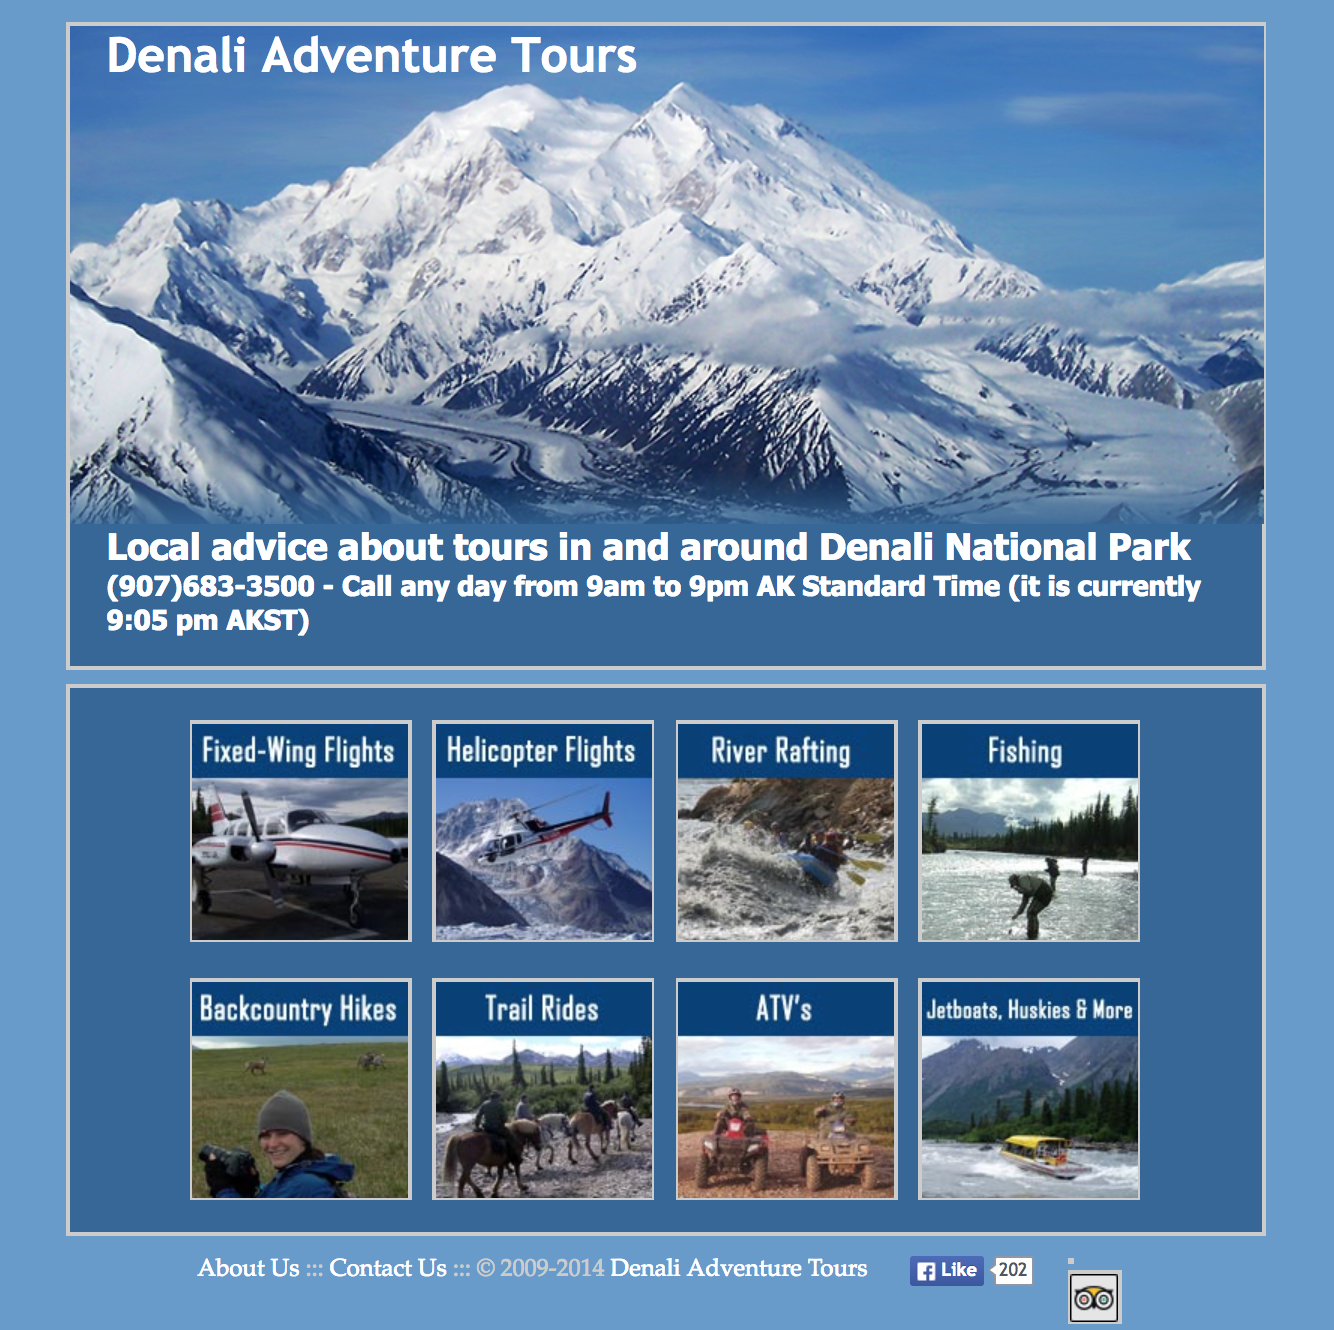 Denali Adventure Tours
Local advice about tours in and around Denali National Park
(907)683-3500 - Call any day from 9am to 9pm AK Standard Time (it is currently
9:05 pm AKST)
Fixed-Wing Flights
Helicopter Flights
River Rafting
Fishing
Backcountry Hikes
Trail Rides
ATV's
Jetboats, Huskies & More
About Us ::: Contact Us ::: © 2009-2014 Denali Adventure Tours
Like
202